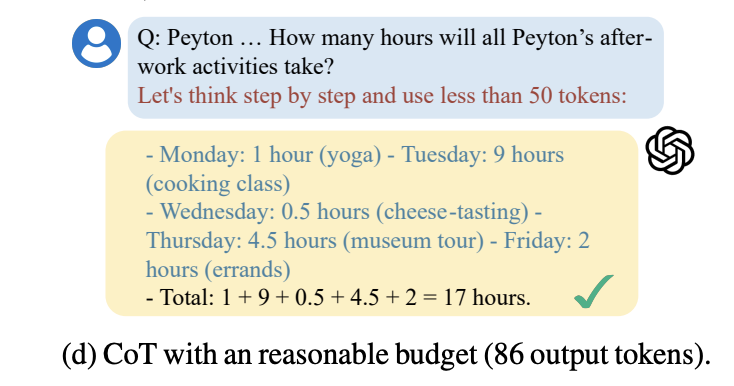 Q: Peyton … How many hours will all Peyton’s after-
work activities take?
Let's think step by step and use less than 50 tokens:
- Monday: 1 hour (yoga) - Tuesday: 9 hours
(cooking class)
- Wednesday: 0.5 hours (cheese-tasting) -
Thursday: 4.5 hours (museum tour) - Friday: 2
hours (errands)
- Total: 1 + 9 + 0.5 + 4.5 + 2 = 17 hours.
(d) CoT with an reasonable budget (86 output tokens).